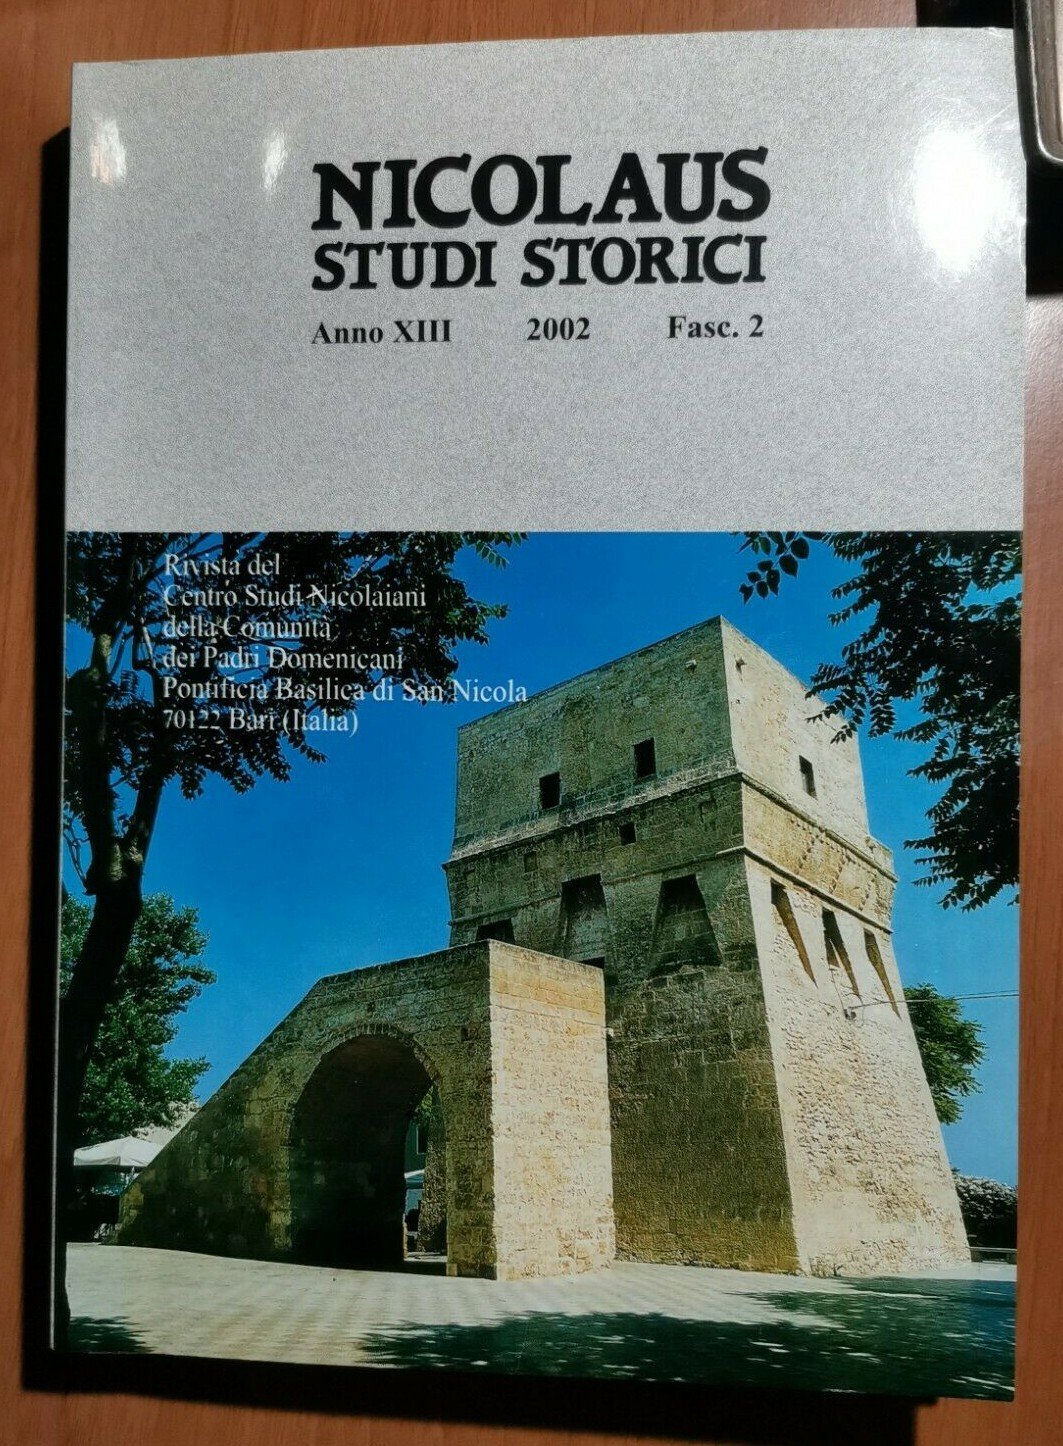 NICOLAUS
STUDI STORICI
Anno XIII 2002 Fasc. 2
Rivista del
Centro Studi Nicolaiani
della Comunità
dei Padri Domenicani
Pontificia Basilica di San Nicola
70122 Bari (Italia)